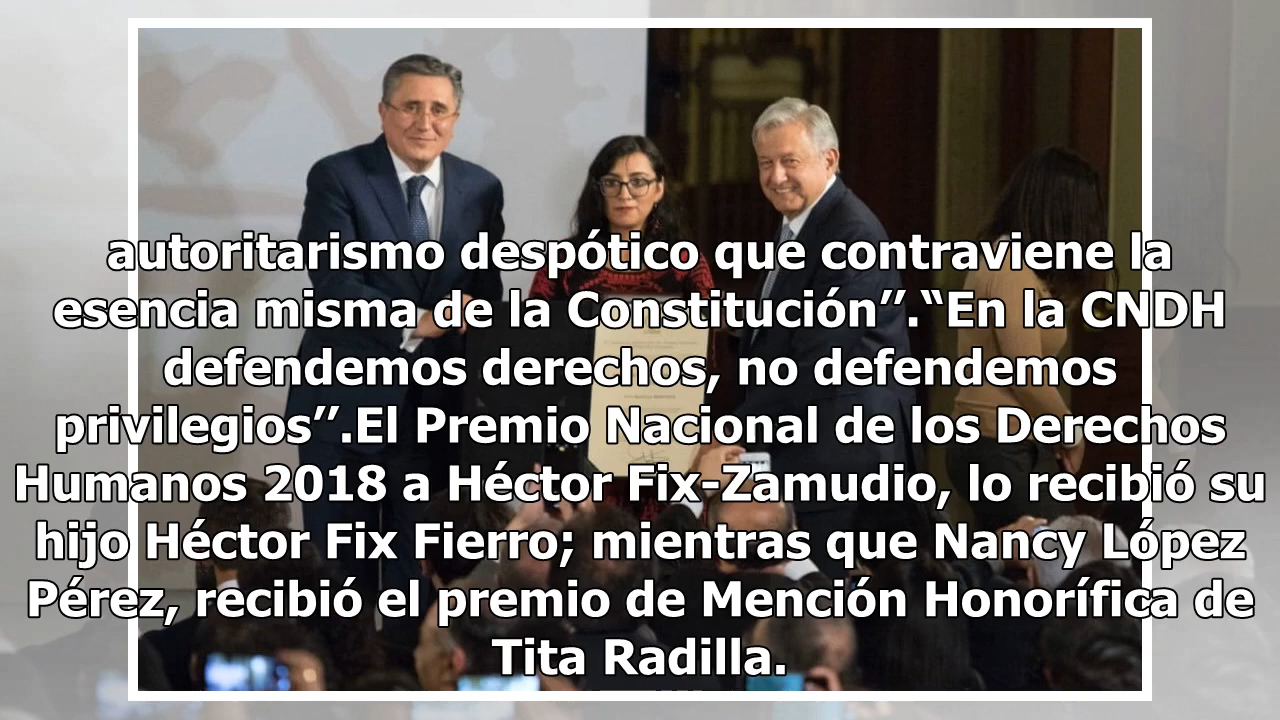 autoritarismo despótico que contraviene la
esencia misma de la Constitución”.“En la CNDH
defendemos derechos, no defendemos
privilegios”.El Premio Nacional de los Derechos
Humanos 2018 a Héctor Fix-Zamudio, lo recibió su
hijo Héctor Fix Fierro; mientras que Nancy López
Pérez, recibió el premio de Mención Honorífica de
Tita Radilla.